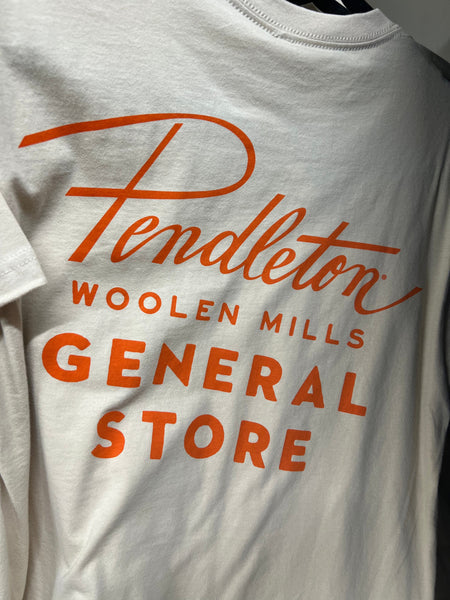 Pendleton®
WOOLEN MILLS
GENERAL
STORE